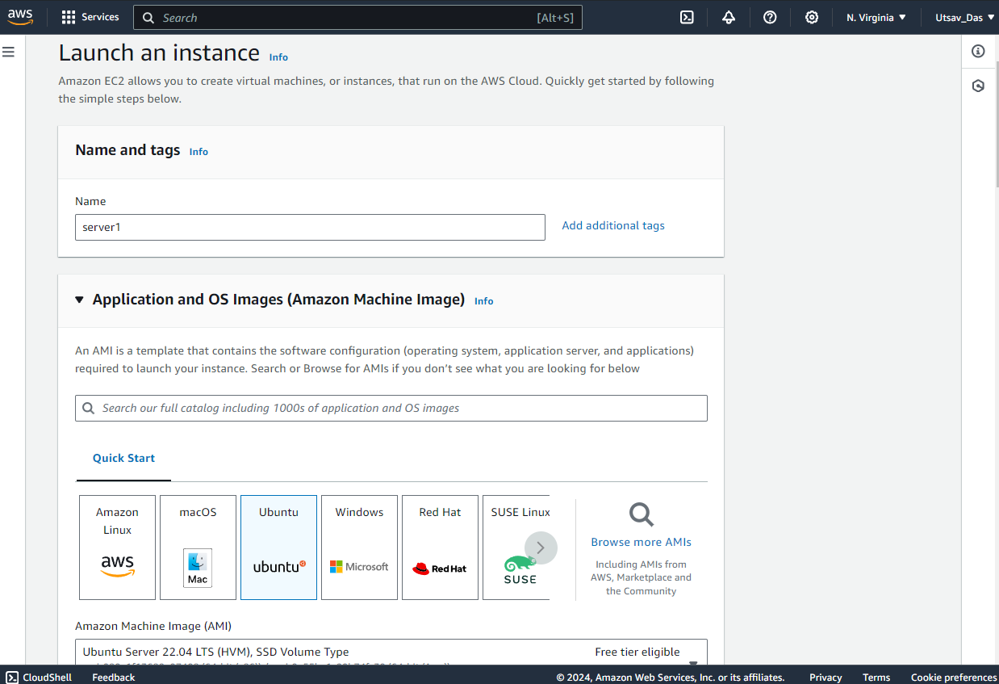 aws
Services
Search
[Alt+S]
N. Virginia
Utsav_Das
Launch an instance Info
Amazon EC2 allows you to create virtual machines, or instances, that run on the AWS Cloud. Quickly get started by following
the simple steps below.
Name and tags Info
Name
server1
Add additional tags
Application and OS Images (Amazon Machine Image) Info
An AMI is a template that contains the software configuration (operating system, application server, and applications)
required to launch your instance. Search or Browse for AMIs if you don’t see what you are looking for below
Search our full catalog including 1000s of application and OS images
Quick Start
Amazon
Linux
aws
macOS
Mac
Ubuntu
ubuntu
Windows
Microsoft
Red Hat
Red Hat
SUSE Linux
SUSE
Browse more AMIs
Including AMIs from
AWS, Marketplace and
the Community
Amazon Machine Image (AMI)
Ubuntu Server 22.04 LTS (HVM), SSD Volume Type
Free tier eligible
CloudShell
Feedback
© 2024, Amazon Web Services, Inc. or its affiliates.
Privacy
Terms
Cookie preferences